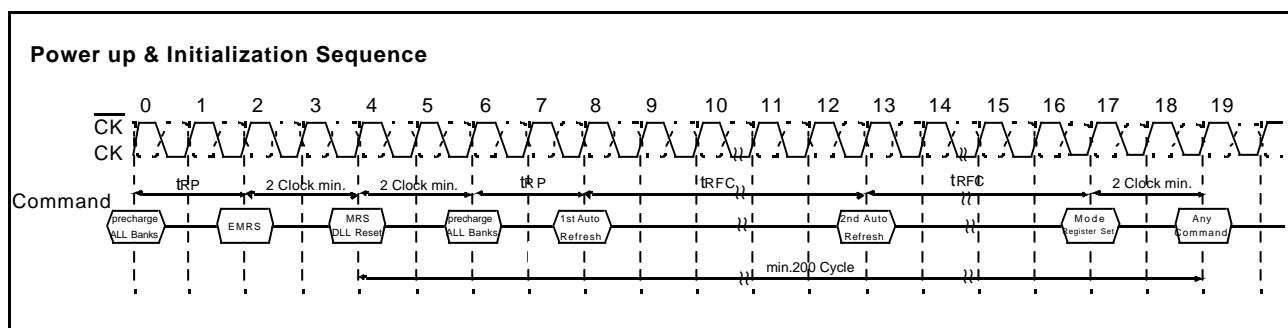 Power up & Initialization Sequence
0 1 2 3 4 5 6 7 8 9 10 11 12 13 14 15 16 17 18 19
CK
CK
tRP 2 Clock min. 2 Clock min. tRP tRFC tRFC 2 Clock min.
Command
precharge
ALL Banks
EMRS
MRS
DLL Reset
precharge
ALL Banks
1st Auto
Refresh
2nd Auto
Refresh
Mode
Register Set
Any
Command
min.200 Cycle